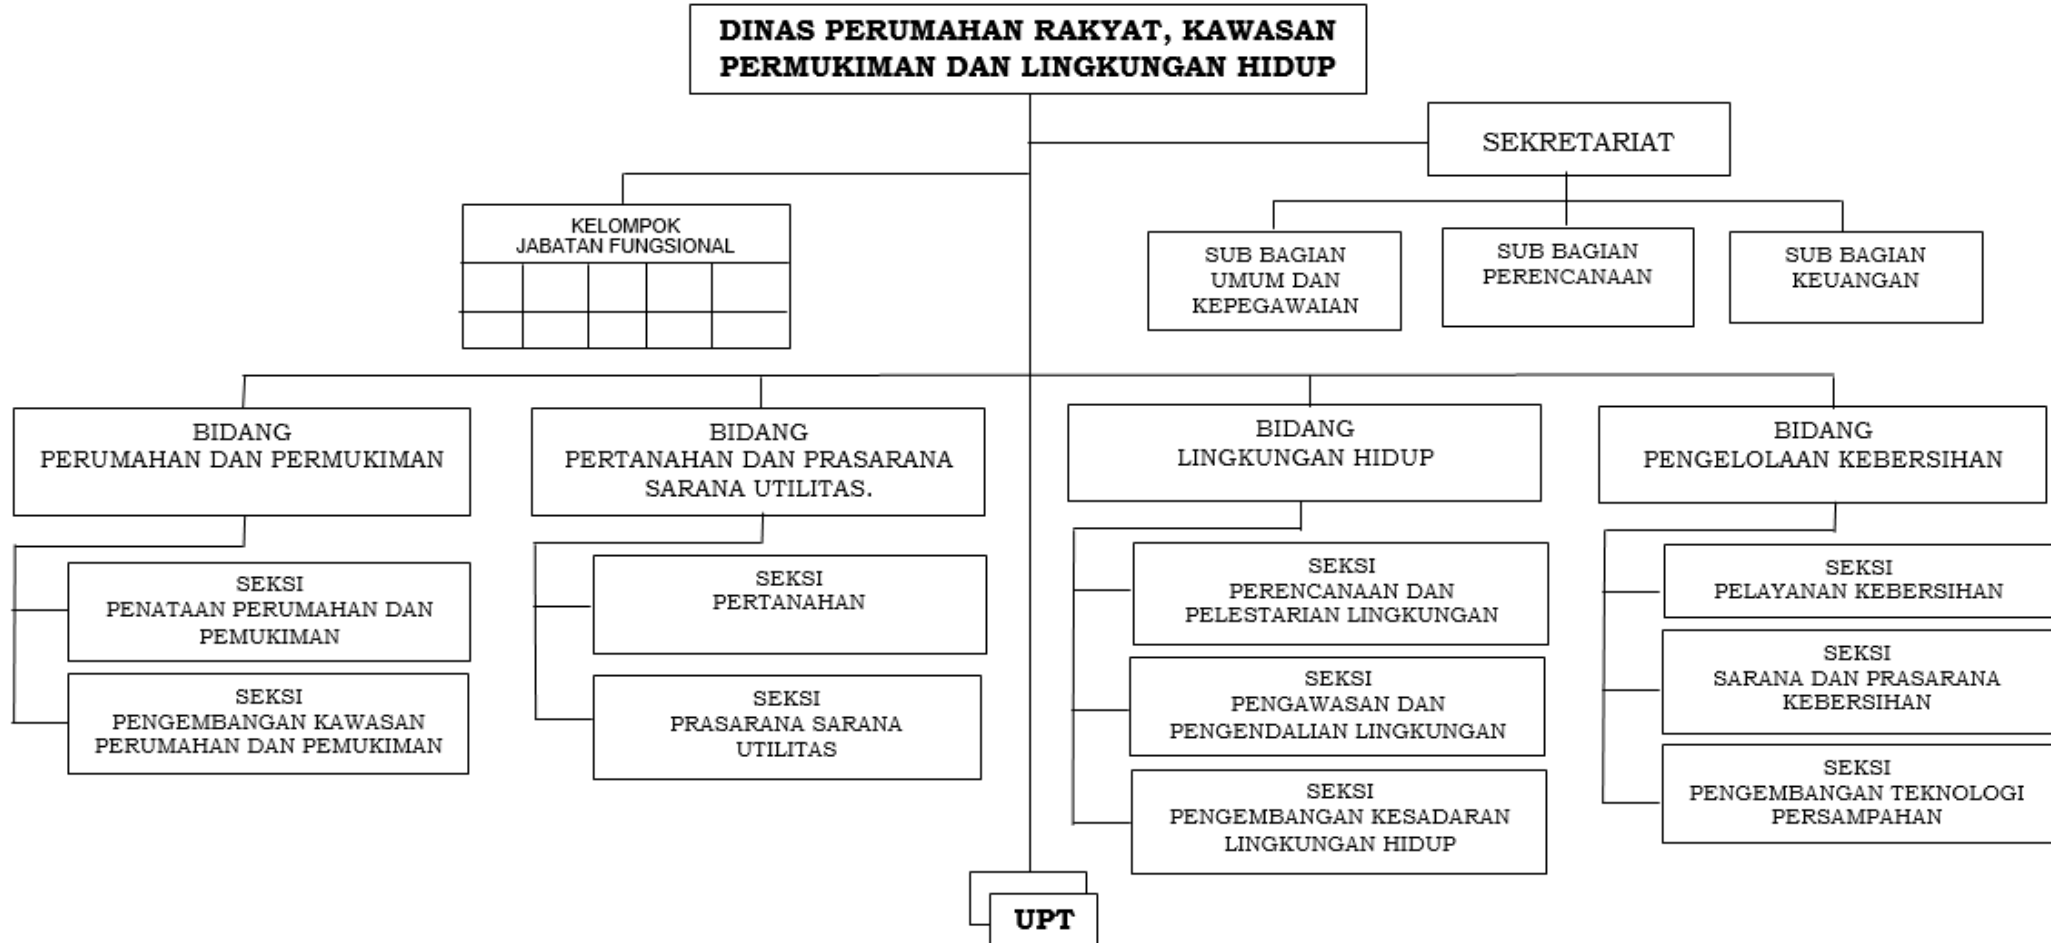 DINAS PERUMAHAN RAKYAT, KAWASAN
PERMUKIMAN DAN LINGKUNGAN HIDUP
SEKRETARIAT
KELOMPOK
JABATAN FUNGSIONAL
SUB BAGIAN
UMUM DAN
KEPEGAWAIAN
SUB BAGIAN
PERENCANAAN
SUB BAGIAN
KEUANGAN
BIDANG
PERUMAHAN DAN PERMUKIMAN
BIDANG
PERTANAHAN DAN PRASARANA
SARANA UTILITAS.
BIDANG
LINGKUNGAN HIDUP
BIDANG
PENGELOLAAN KEBERSIHAN
SEKSI
PENATAAN PERUMAHAN DAN
PEMUKIMAN
SEKSI
PENGEMBANGAN KAWASAN
PERUMAHAN DAN PEMUKIMAN
SEKSI
PERTANAHAN
SEKSI
PRASARANA SARANA
UTILITAS
SEKSI
PERENCANAAN DAN
PELESTARIAN LINGKUNGAN
SEKSI
PENGAWASAN DAN
PENGENDALIAN LINGKUNGAN
SEKSI
PENGEMBANGAN KESADARAN
LINGKUNGAN HIDUP
SEKSI
PELAYANAN KEBERSIHAN
SEKSI
SARANA DAN PRASARANA
KEBERSIHAN
SEKSI
PENGEMBANGAN TEKNOLOGI
PERSAMPAHAN
UPT